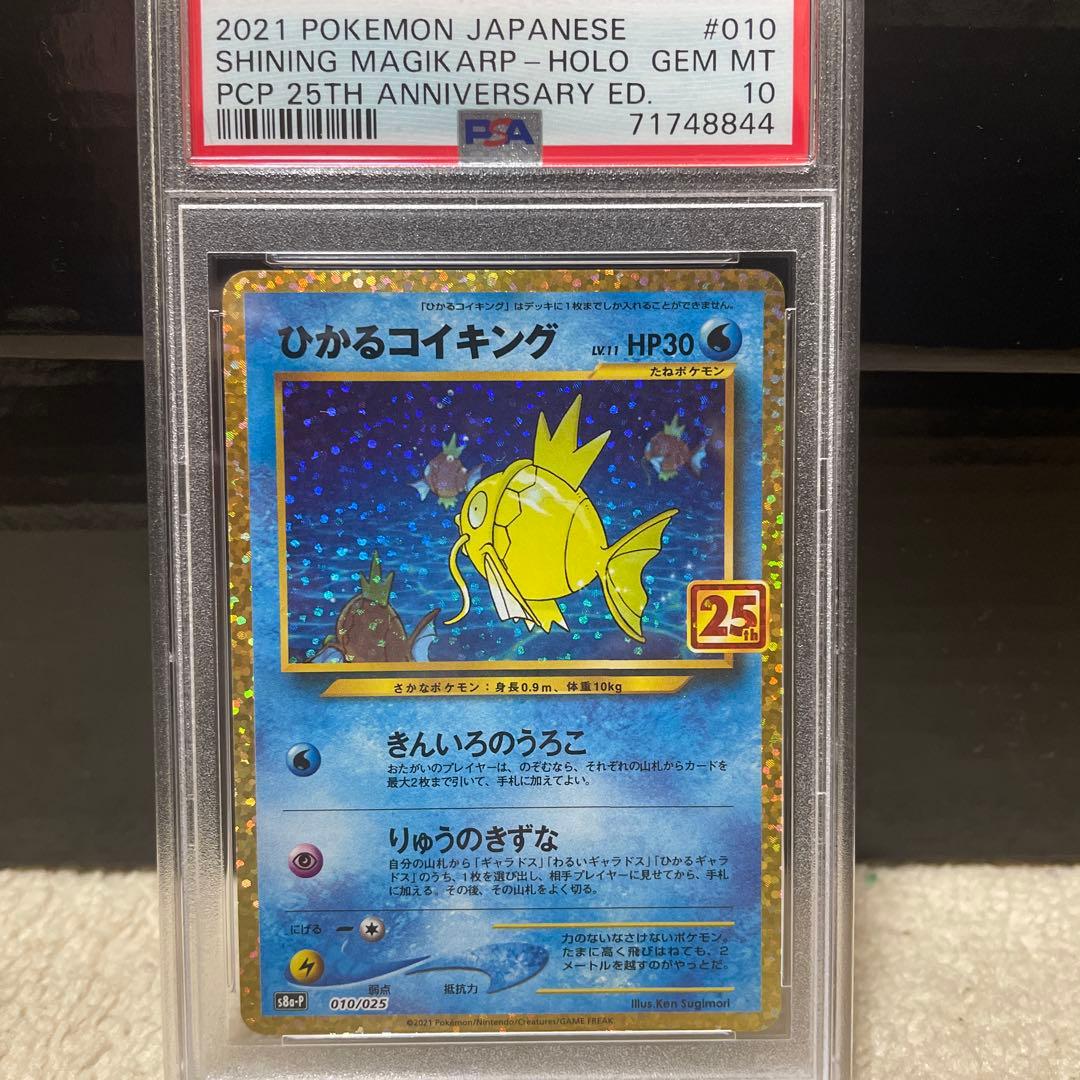 2021 POKEMON JAPANESE #010
SHINING MAGIKARP-HOLO GEM MT
PCP 25TH ANNIVERSARY ED. 10
PSA 71748844
「ひかるコイキング」はデッキに1枚までしか入れることができません。
ひかるコイキング LV.11 HP30
たねポケモン
25th
さかなポケモン:身長0.9m、体重10kg
きんいろのうろこ
おたがいのプレイヤーは、のぞむなら、それぞれの山札からカードを
最大2枚まで引いて、手札に加えてよい。
りゅうのきずな
自分の山札から「ギャラドス」「わるいギャラドス」「ひかるギャラ
ドス」のうち、1枚を選び出し、相手プレイヤーに見せてから、手札
に加える。その後、その山札をよく切る。
にげる
力のないなさけないポケモン。
たまに高く飛びはねても、2
メートルを越すのがやっとだ。
弱点 抵抗力
s8a-P 010/025 Illus.Ken Sugimori
©2021 Pokémon/Nintendo/Creatures/GAME FREAK.